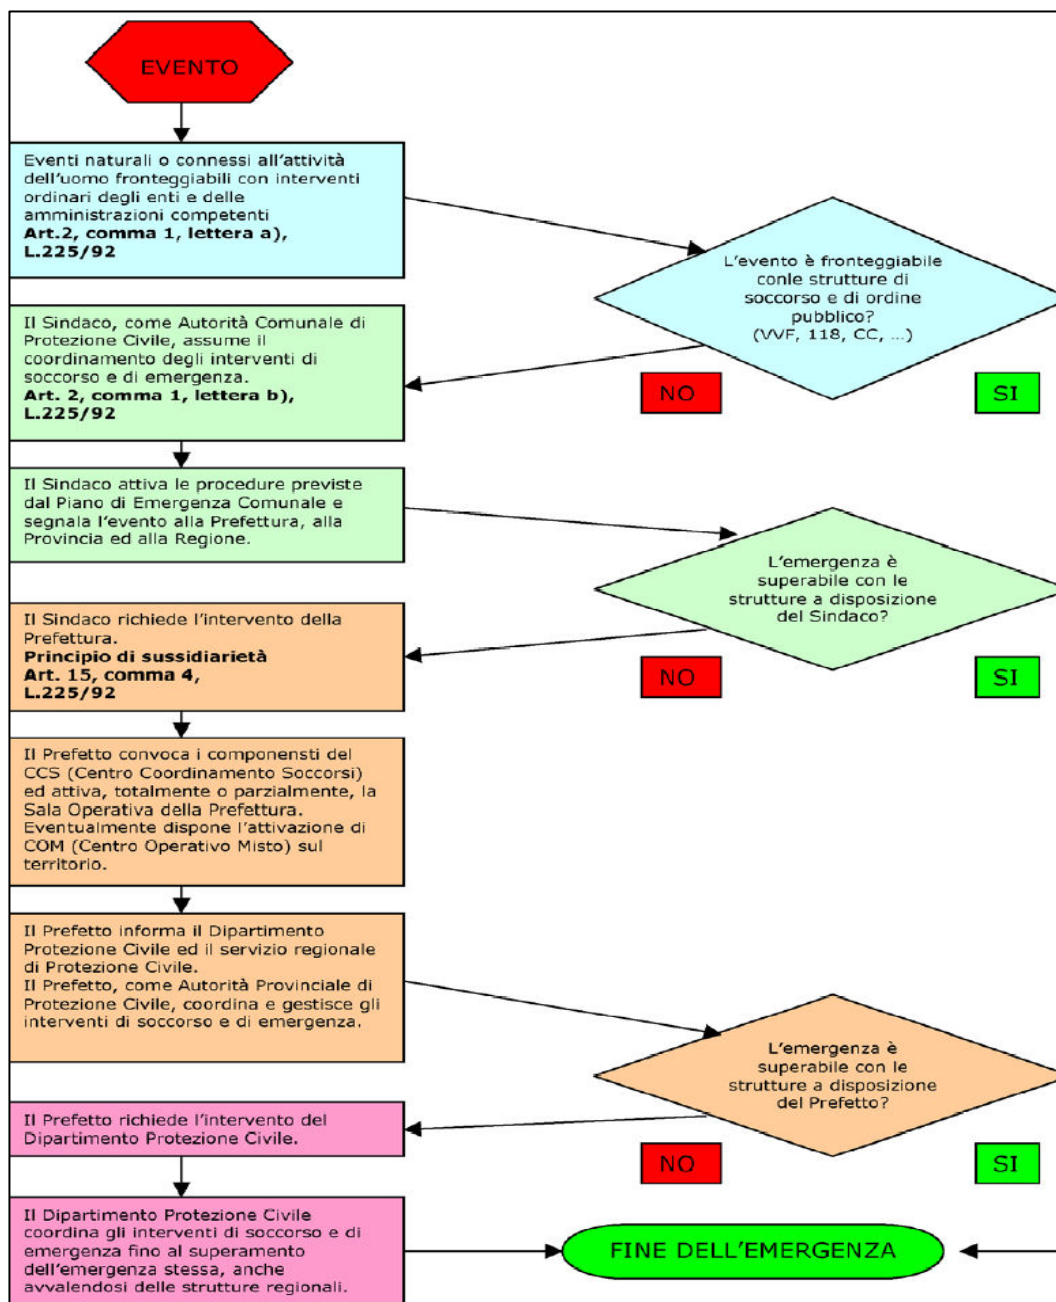 EVENTO
Eventi naturali o connessi all'attività
dell'uomo fronteggiabili con interventi
ordinari degli enti e delle
amministrazioni competenti
Art.2, comma 1, lettera a),
L.225/92
L'evento è fronteggiabile
conle strutture di
soccorso e di ordine
pubblico?
(VVF, 118, CC, ...)
NO
SI
Il Sindaco, come Autorità Comunale di
Protezione Civile, assume il
coordinamento degli interventi di
soccorso e di emergenza.
Art. 2, comma 1, lettera b),
L.225/92
Il Sindaco attiva le procedure previste
dal Piano di Emergenza Comunale e
segnala l'evento alla Prefettura, alla
Provincia ed alla Regione.
L'emergenza è
superabile con le
strutture a disposizione
del Sindaco?
NO
SI
Il Sindaco richiede l'intervento della
Prefettura.
Principio di sussidiarietà
Art. 15, comma 4,
L.225/92
Il Prefetto convoca i componensti del
CCS (Centro Coordinamento Soccorsi)
ed attiva, totalmente o parzialmente, la
Sala Operativa della Prefettura.
Eventualmente dispone l'attivazione di
COM (Centro Operativo Misto) sul
territorio.
Il Prefetto informa il Dipartimento
Protezione Civile ed il servizio regionale
di Protezione Civile.
Il Prefetto, come Autorità Provinciale di
Protezione Civile, coordina e gestisce gli
interventi di soccorso e di emergenza.
L'emergenza è
superabile con le
strutture a disposizione
del Prefetto?
NO
SI
Il Prefetto richiede l'intervento del
Dipartimento Protezione Civile.
Il Dipartimento Protezione Civile
coordina gli interventi di soccorso e di
emergenza fino al superamento
dell'emergenza stessa, anche
avvalendosi delle strutture regionali.
FINE DELL'EMERGENZA